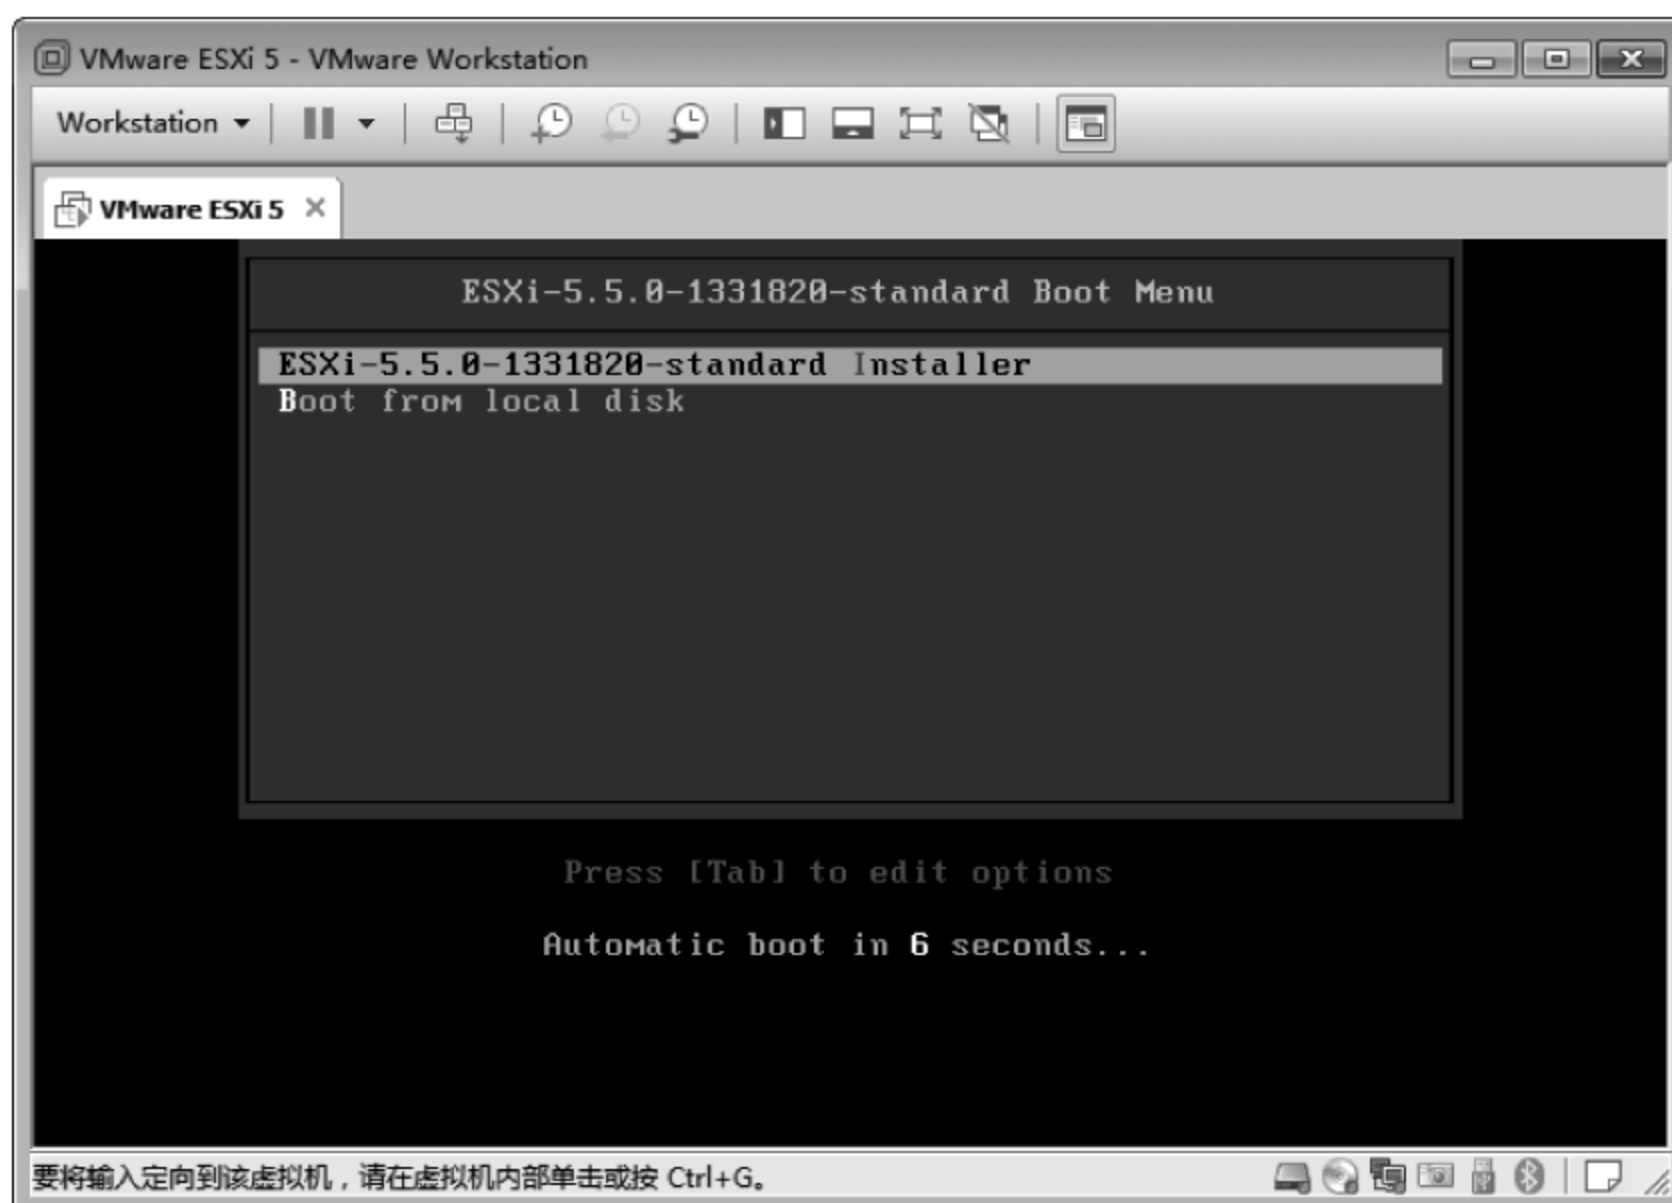 VMware ESXi 5 - VMware Workstation
Workstation
VMware ESXi 5
ESXi-5.5.0-1331820-standard Boot Menu
ESXi-5.5.0-1331820-standard Installer
Boot from local disk
Press [Tab] to edit options
Automatic boot in 6 seconds...
要将输入定向到该虚拟机，请在虚拟机内部单击或按 Ctrl+G。